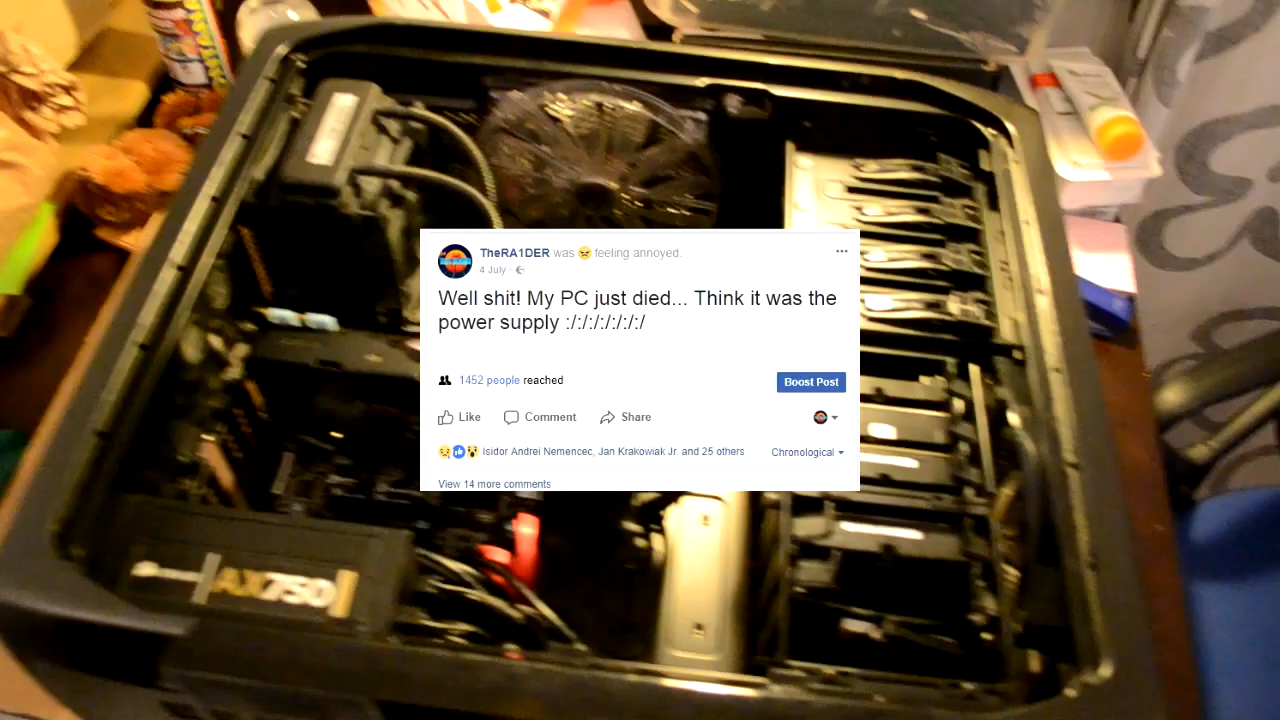 TheRA1DER was feeling annoyed.
4 July ·
Well shit! My PC just died... Think it was the
power supply :/:/:/:/:/:/:/
1452 people reached
Boost Post
Like Comment Share
Isidor Andrei Nemencec, Jan Krakowiak Jr. and 25 others
Chronological
View 14 more comments
AX750